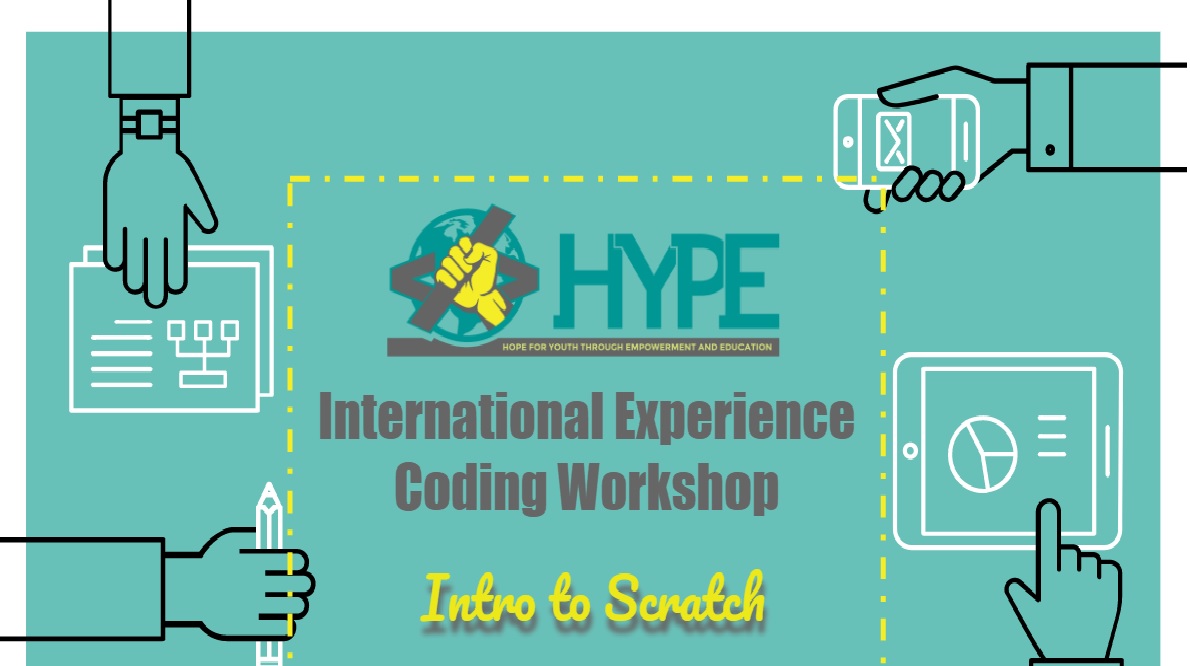 HYPE
HOPE FOR YOUTH THROUGH EMPOWERMENT AND EDUCATION
International Experience
Coding Workshop
Intro to Scratch